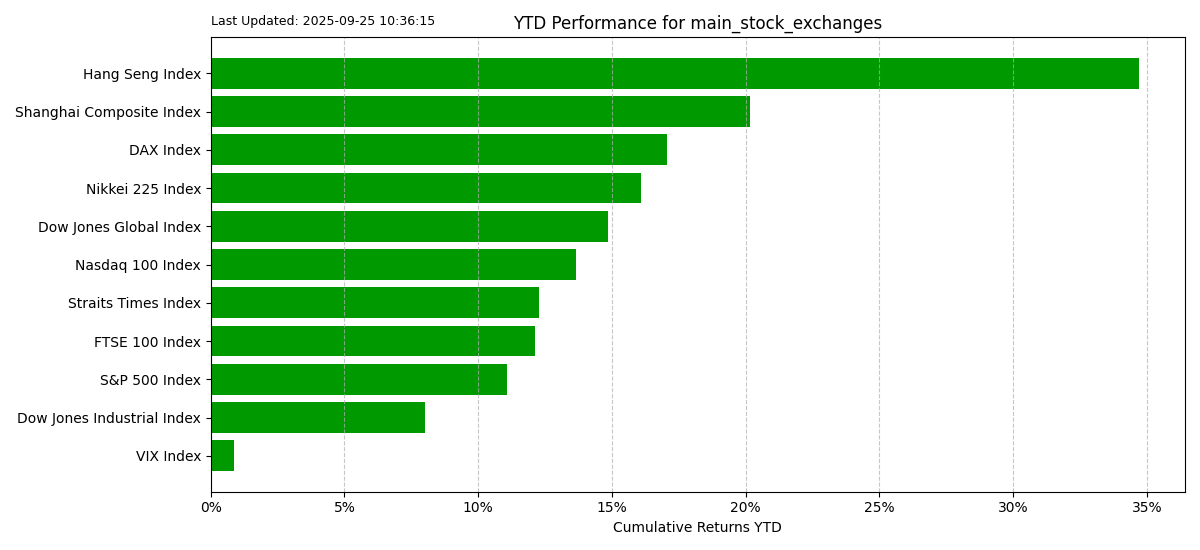 Last Updated: 2025-09-25 10:36:15
YTD Performance for main_stock_exchanges
Hang Seng Index
Shanghai Composite Index
DAX Index
Nikkei 225 Index
Dow Jones Global Index
Nasdaq 100 Index
Straits Times Index
FTSE 100 Index
S&P 500 Index
Dow Jones Industrial Index
VIX Index
0% 5% 10% 15% 20% 25% 30% 35%
Cumulative Returns YTD